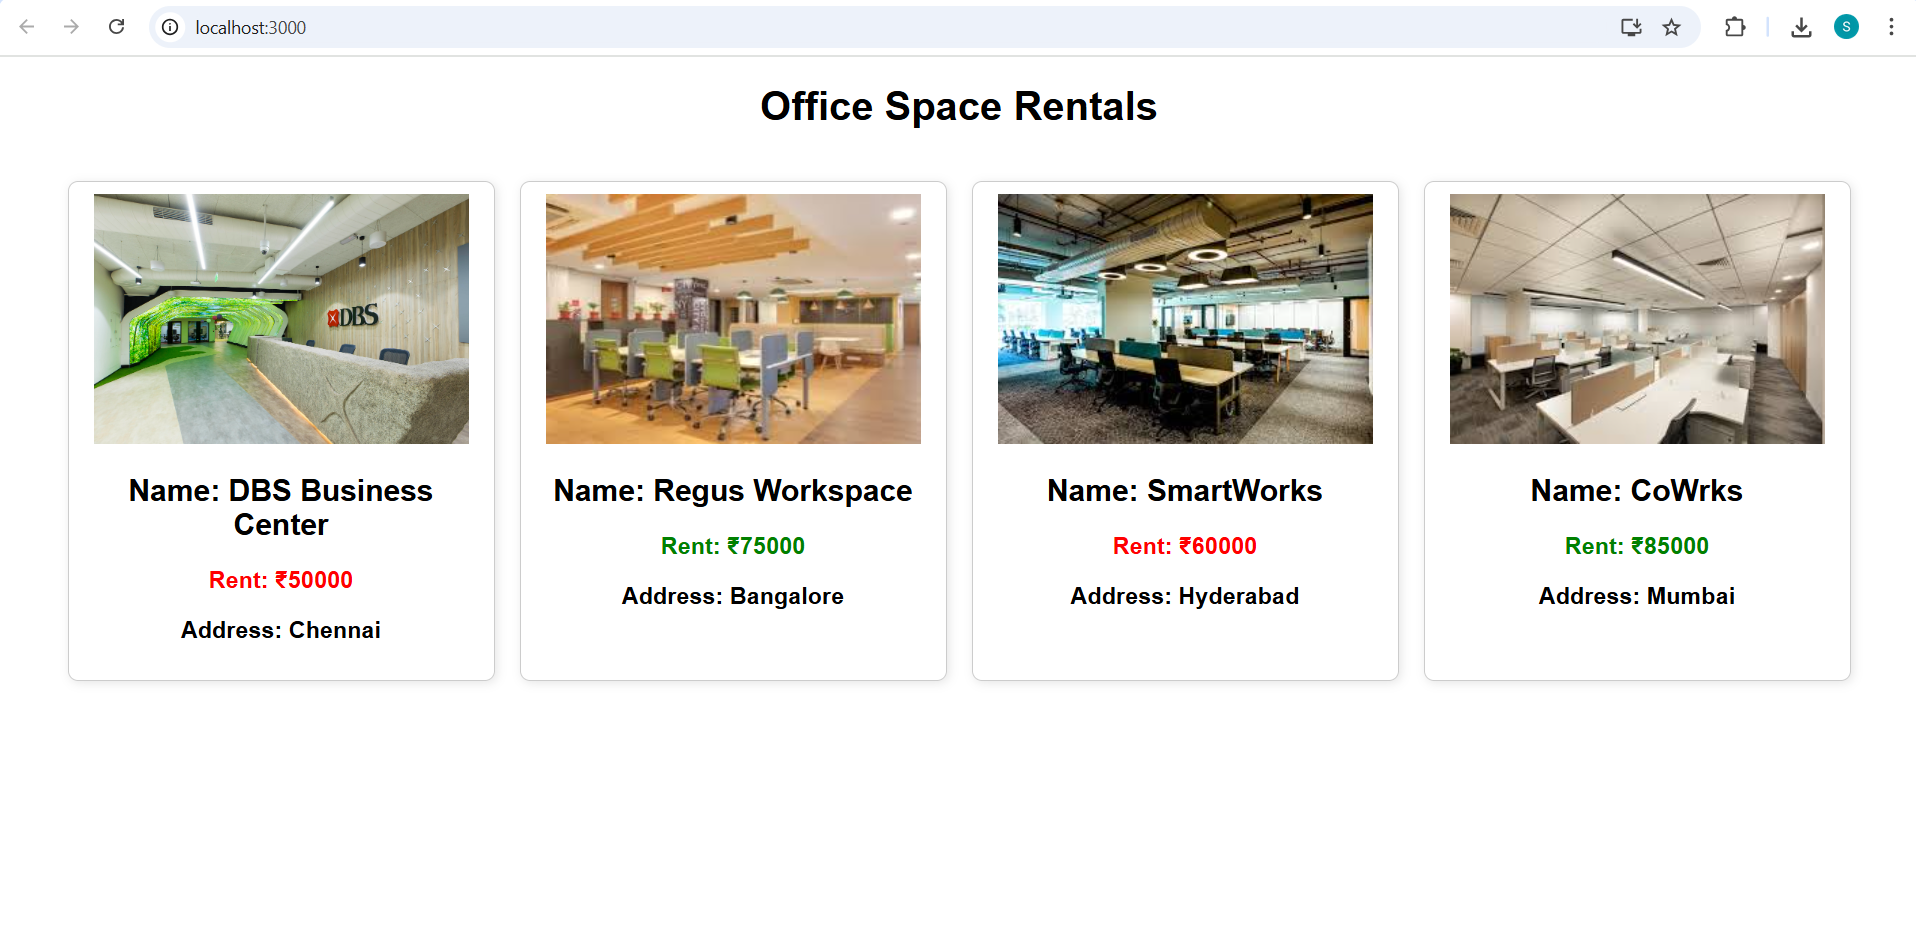 localhost:3000
S
Office Space Rentals
DBS
Name: DBS Business
Center
Rent: ₹50000
Address: Chennai
Name: Regus Workspace
Rent: ₹75000
Address: Bangalore
Name: SmartWorks
Rent: ₹60000
Address: Hyderabad
Name: CoWrks
Rent: ₹85000
Address: Mumbai